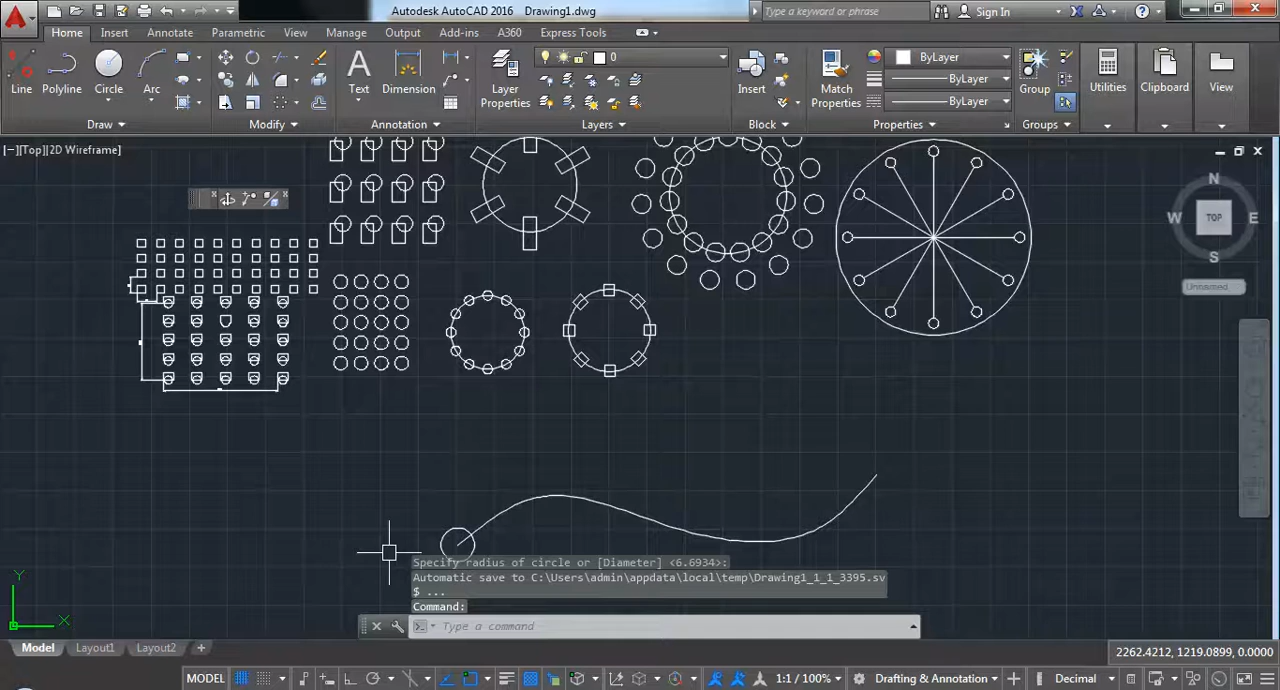 Autodesk AutoCAD 2016 Drawing1.dwg
Type a keyword or phrase
Sign In
Home Insert Annotate Parametric View Manage Output Add-ins A360 Express Tools
0
ByLayer
ByLayer
ByLayer
Line Polyline Circle Arc
Text Dimension
Layer Properties
Insert
Match Properties
Group
Utilities
Clipboard
View
Draw Modify Annotation Layers Block Properties Groups
[−][Top][2D Wireframe]
N
W TOP E
S
Unnamed
Specify radius of circle or [Diameter] <6.6934>:
Automatic save to C:\Users\admin\appdata\local\temp\Drawing1_1_1_3395.sv
$ ...
Command:
Type a command
Y
X
Model Layout1 Layout2 +
2262.4212, 1219.0899, 0.0000
MODEL 1:1 / 100% Drafting & Annotation Decimal